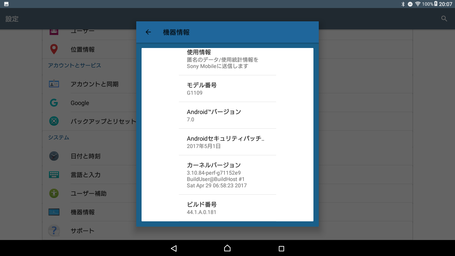 100% 20:07
設定
ユーザー
位置情報
アカウントとサービス
アカウントと同期
Google
バックアップとリセット
システム
日付と時刻
言語と入力
ユーザー補助
機器情報
サポート
機器情報
使用情報
匿名のデータ/使用統計情報を
Sony Mobileに送信します
モデル番号
G1109
Android™バージョン
7.0
Androidセキュリティパッチ..
2017年5月1日
カーネルバージョン
3.10.84-perf-g71152e9
BuildUser@BuildHost #1
Sat Apr 29 06:58:23 2017
ビルド番号
44.1.A.0.181